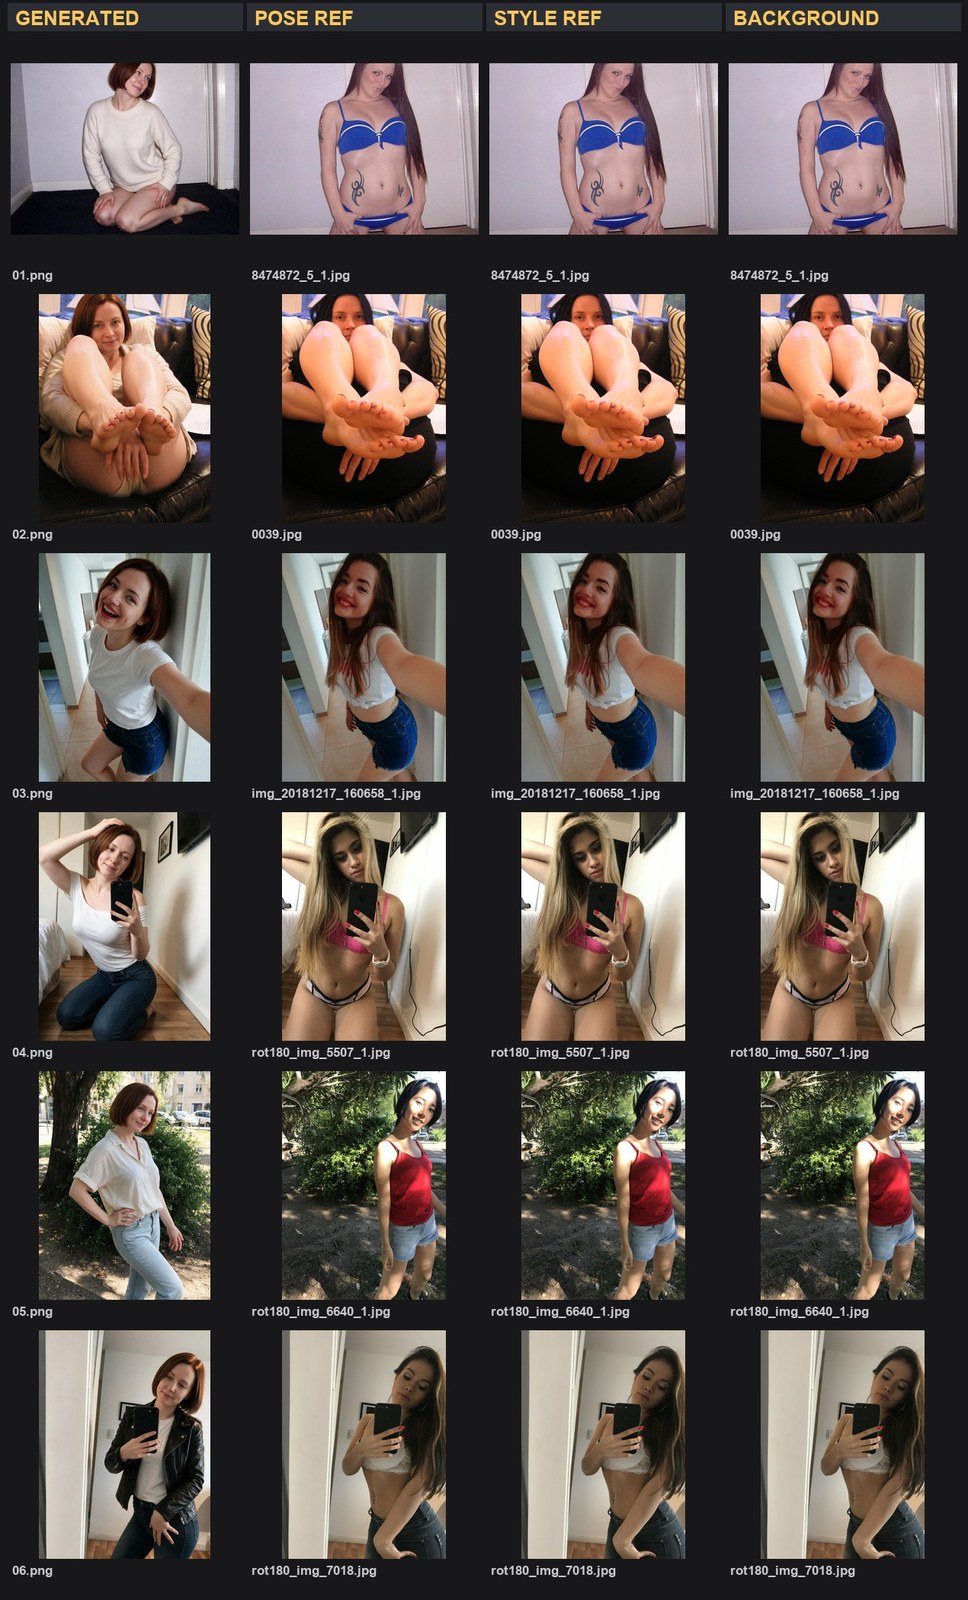 GENERATED POSE REF STYLE REF BACKGROUND
01.png 8474872_5_1.jpg 8474872_5_1.jpg 8474872_5_1.jpg
02.png 0039.jpg 0039.jpg 0039.jpg
03.png img_20181217_160658_1.jpg img_20181217_160658_1.jpg img_20181217_160658_1.jpg
04.png rot180_img_5507_1.jpg rot180_img_5507_1.jpg rot180_img_5507_1.jpg
05.png rot180_img_6640_1.jpg rot180_img_6640_1.jpg rot180_img_6640_1.jpg
06.png rot180_img_7018.jpg rot180_img_7018.jpg rot180_img_7018.jpg